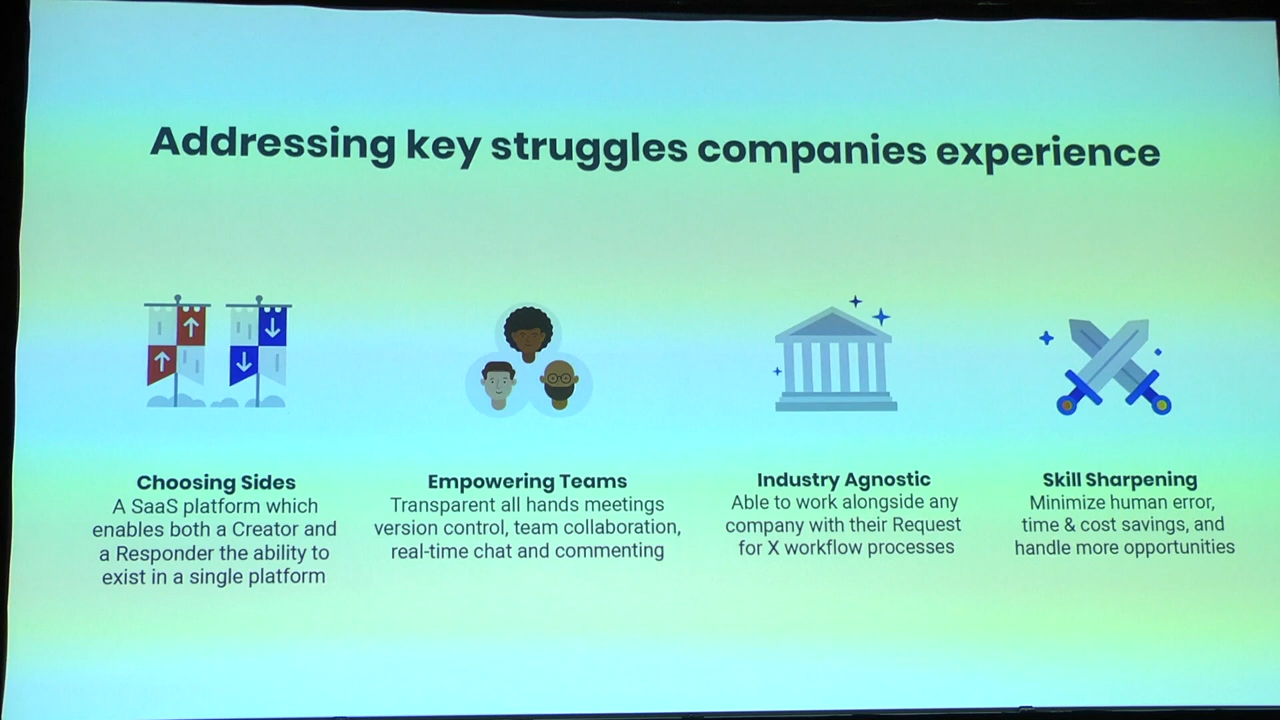 Addressing key struggles companies experience
Choosing Sides
A SaaS platform which
enables both a Creator and
a Responder the ability to
exist in a single platform
Empowering Teams
Transparent all hands meetings
version control, team collaboration,
real-time chat and commenting
Industry Agnostic
Able to work alongside any
company with their Request
for X workflow processes
Skill Sharpening
Minimize human error,
time & cost savings, and
handle more opportunities